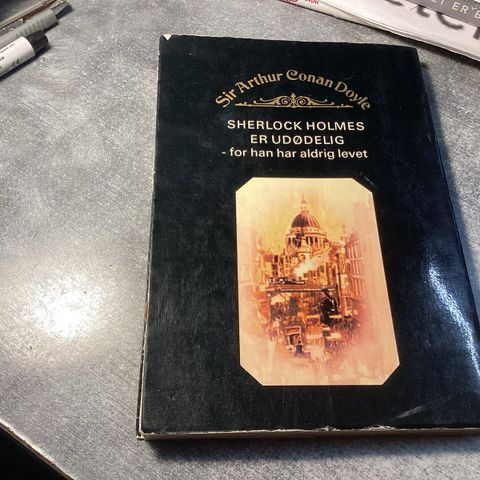 Sir Arthur Conan Doyle
SHERLOCK HOLMES
ER UDØDELIG
- for han har aldrig levet